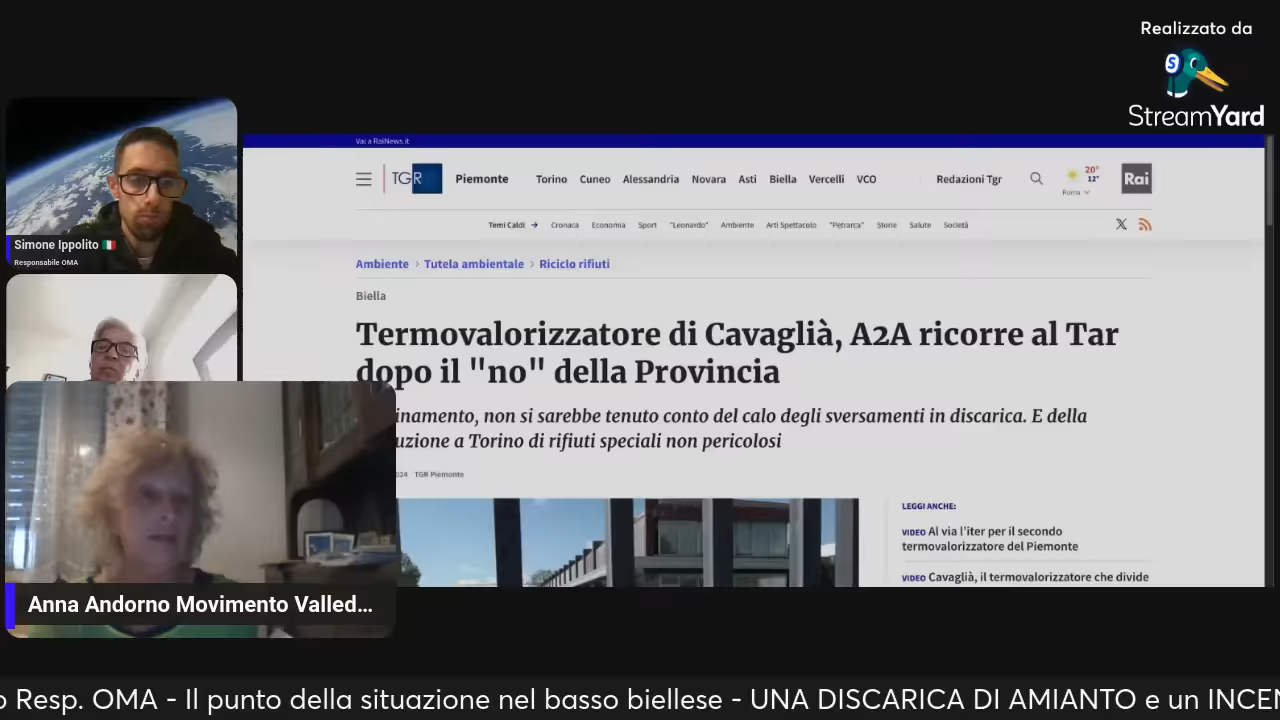 Realizzato da
StreamYard
Simone Ippolito
Responsabile OMA
Anna Andorno Movimento Valled...
Vai a RaiNews.it
TGR Piemonte Torino Cuneo Alessandria Novara Asti Biella Vercelli VCO Redazioni Tgr 20° 12° Roma Rai
Temi Caldi → Cronaca Economia Sport "Leonardo" Ambiente Arti Spettacolo "Petrarca" Storie Salute Società
Ambiente > Tutela ambientale > Riciclo rifiuti
Biella
Termovalorizzatore di Cavaglià, A2A ricorre al Tar
dopo il "no" della Provincia
inamento, non si sarebbe tenuto conto del calo degli sversamenti in discarica. E della
uzione a Torino di rifiuti speciali non pericolosi
024 TGR Piemonte
LEGGI ANCHE:
VIDEO Al via l'iter per il secondo
termovalorizzatore del Piemonte
VIDEO Cavaglià, il termovalorizzatore che divide
o Resp. OMA - Il punto della situazione nel basso biellese - UNA DISCARICA DI AMIANTO e un INCEN